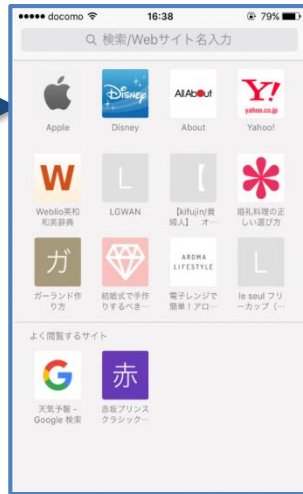 docomo 16:38 79%
検索/Webサイト名入力
Disney All About Y! yahoo.co.jp
Apple Disney About Yahoo!
W L 【
Weblio英和 LGWAN 【kifujin/貴 婚礼料理の正
和英辞典 婦人】 オ… しい選び方
ガ AROMA L
LIFESTYLE
ガーランド作 結婚式で手作 電子レンジで le seul フリ
り方 りするべき… 簡単！アロ… ーカップ（…
よく閲覧するサイト
G 赤
天気予報 - 赤坂プリンス
Google 検索 クラシック…